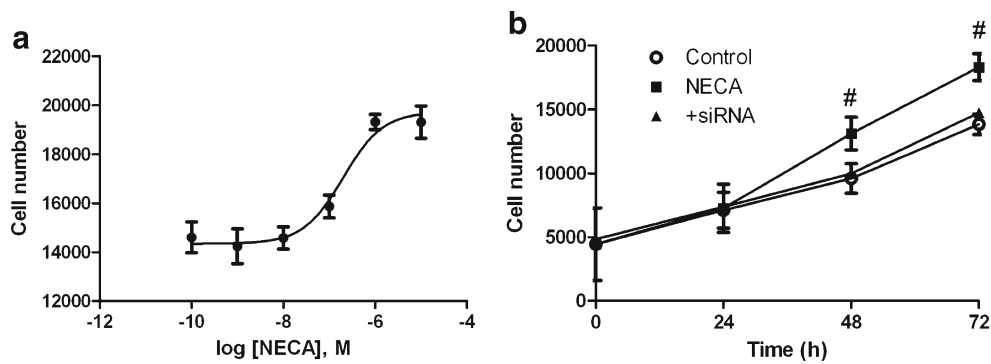 a
22000
20000
18000
16000
14000
12000
Cell number
-12
-10
-8
-6
-4
log [NECA], M
b
20000
15000
10000
5000
0
Cell number
Control
NECA
+siRNA
#
#
0
24
48
72
Time (h)